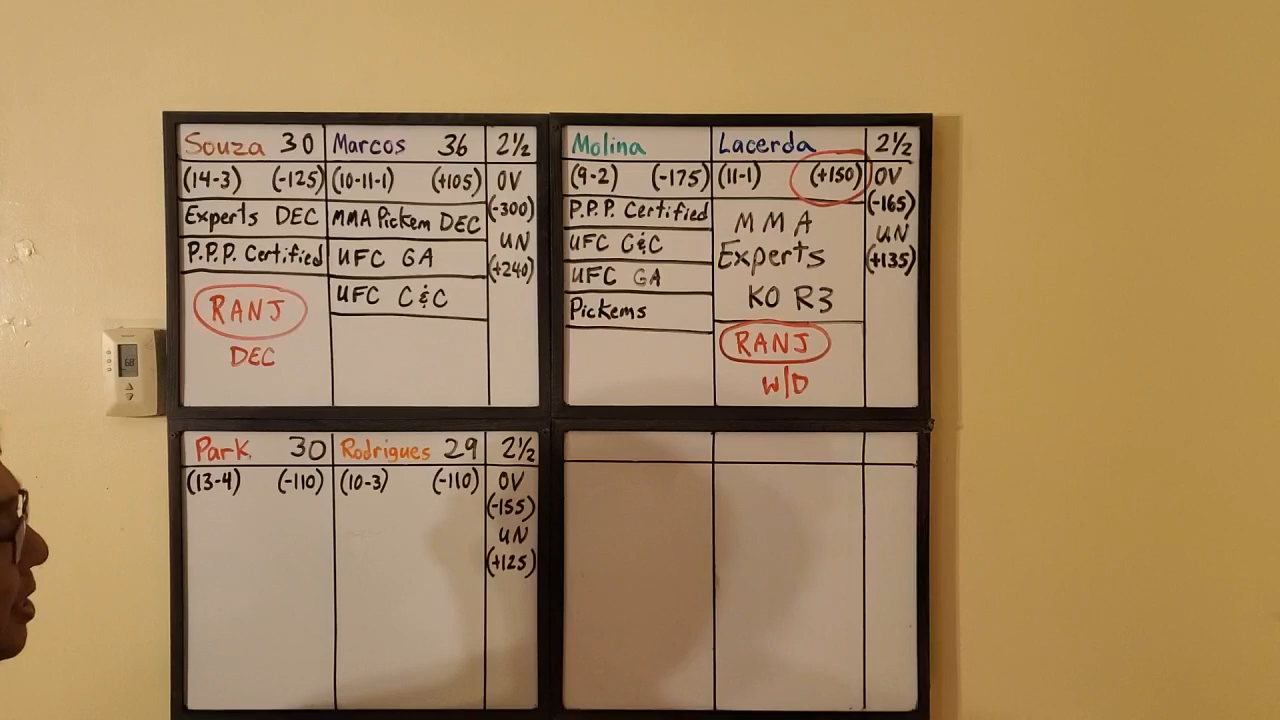 Souza 30 Marcos 36 2½
(14-3) (-125) (10-11-1) (+105) OV
(-300)
UN
(+240)
Experts DEC MMA Pickem DEC
P.P.P. Certified UFC GA
UFC C&C
RANJ
DEC
Molina Lacerda 2½
(9-2) (-175) (11-1) (+150) OV
(-165)
UN
(+135)
P.P.P. Certified
UFC C&C
UFC GA
Pickems
MMA
Experts
KO R3
RANJ
W/D
Park 30 Rodrigues 29 2½
(13-4) (-110) (10-3) (-110) OV
(-155)
UN
(+125)
68